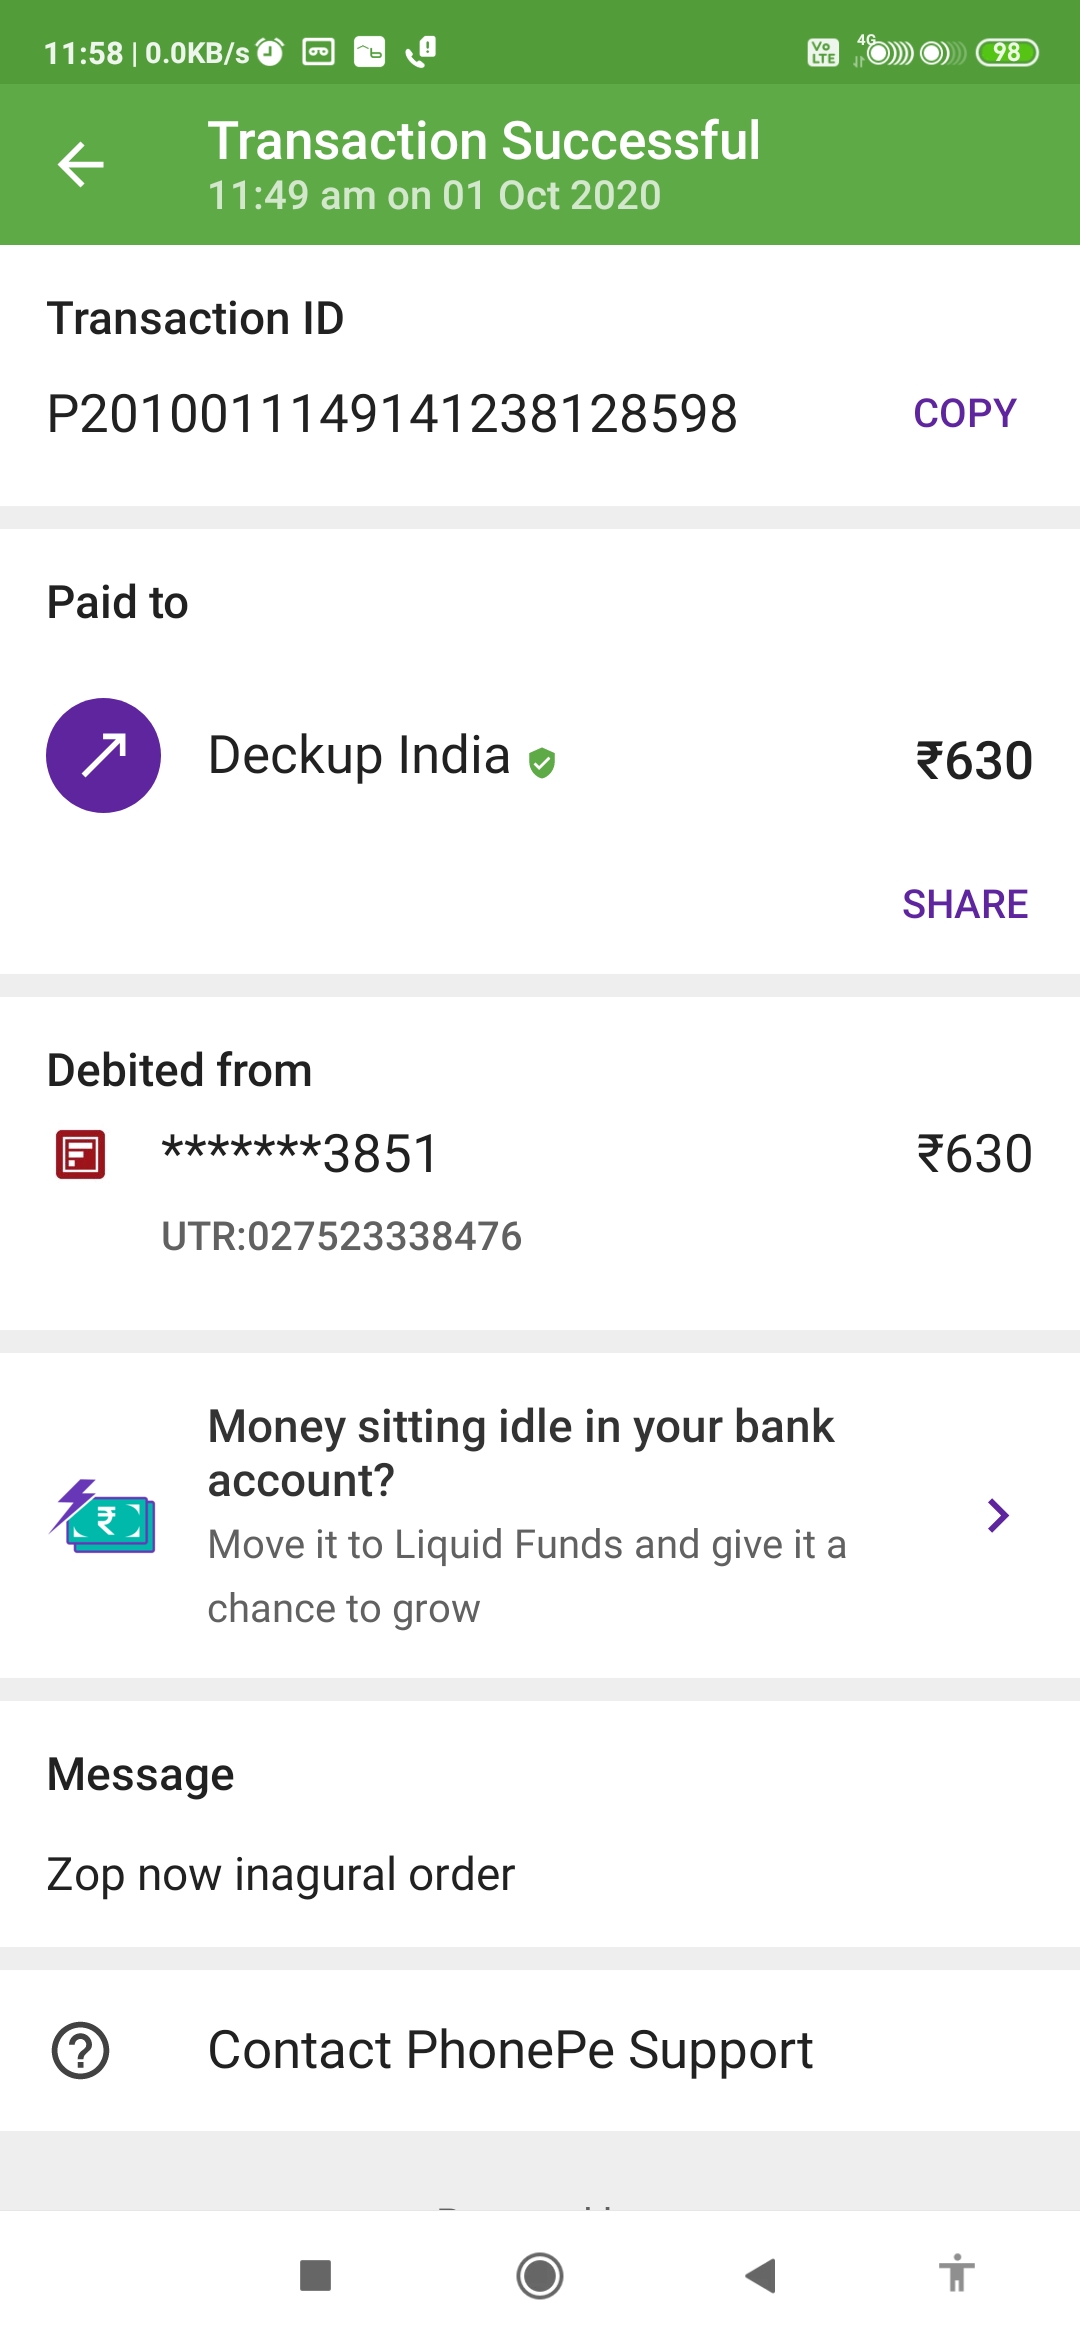 11:58 | 0.0KB/s
Vo LTE 4G 98
Transaction Successful
11:49 am on 01 Oct 2020
Transaction ID
P2010011149141238128598 COPY
Paid to
Deckup India ₹630
SHARE
Debited from
*******3851 ₹630
UTR:027523338476
Money sitting idle in your bank
account?
Move it to Liquid Funds and give it a
chance to grow
Message
Zop now inagural order
Contact PhonePe Support